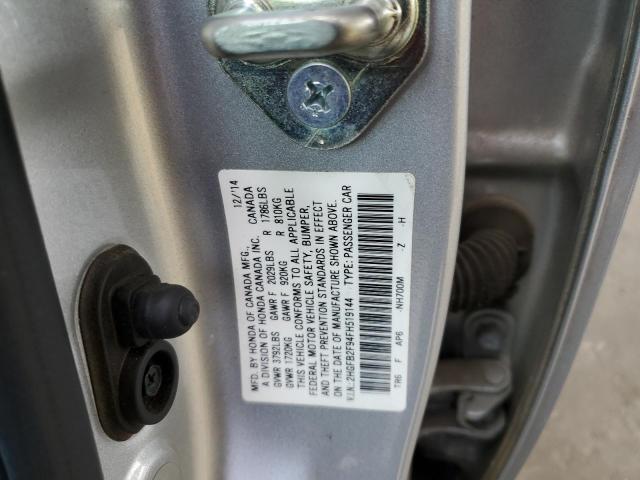 MFD. BY HONDA OF CANADA MFG., 12/'14
A DIVISION OF HONDA CANADA INC. CANADA
GVWR 3792LBS GAWR F 2029LBS R 1786LBS
GVWR 1720KG GAWR F 920KG R 810KG
THIS VEHICLE CONFORMS TO ALL APPLICABLE
FEDERAL MOTOR VEHICLE SAFETY, BUMPER,
AND THEFT PREVENTION STANDARDS IN EFFECT
ON THE DATE OF MANUFACTURE SHOWN ABOVE.
V.I.N. 2HGFB2F94FH519144 TYPE: PASSENGER CAR
TR6 F AP6 -NH700M -Z -H